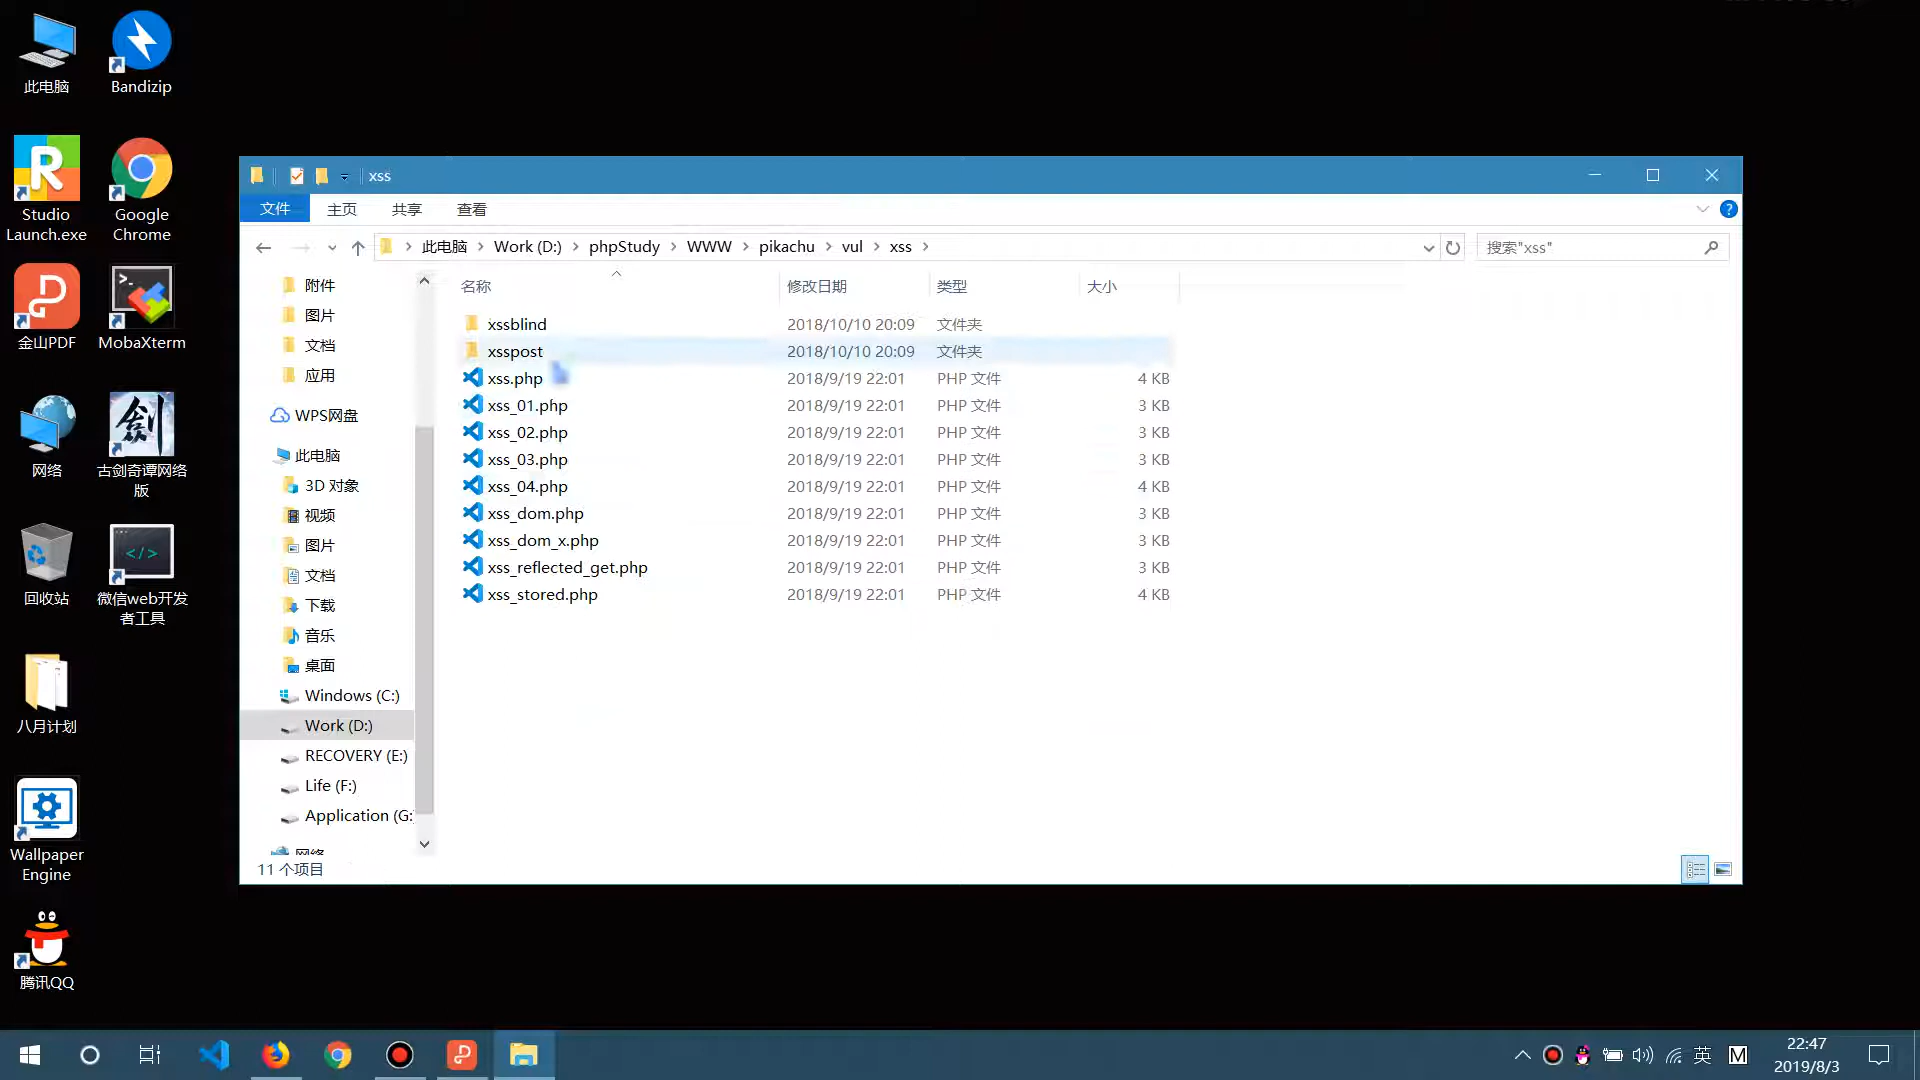 此电脑
Bandizip
Studio
Launch.exe
Google
Chrome
金山PDF
MobaXterm
网络
古剑奇谭网络
版
回收站
微信web开发
者工具
八月计划
Wallpaper
Engine
腾讯QQ
xss
文件 主页 共享 查看
此电脑 > Work (D:) > phpStudy > WWW > pikachu > vul > xss >
搜索"xss"
附件
图片
文档
应用
WPS网盘
此电脑
3D 对象
视频
图片
文档
下载
音乐
桌面
Windows (C:)
Work (D:)
RECOVERY (E:)
Life (F:)
Application (G:
网络
名称 修改日期 类型 大小
xssblind 2018/10/10 20:09 文件夹
xsspost 2018/10/10 20:09 文件夹
xss.php 2018/9/19 22:01 PHP 文件 4 KB
xss_01.php 2018/9/19 22:01 PHP 文件 3 KB
xss_02.php 2018/9/19 22:01 PHP 文件 3 KB
xss_03.php 2018/9/19 22:01 PHP 文件 3 KB
xss_04.php 2018/9/19 22:01 PHP 文件 4 KB
xss_dom.php 2018/9/19 22:01 PHP 文件 3 KB
xss_dom_x.php 2018/9/19 22:01 PHP 文件 3 KB
xss_reflected_get.php 2018/9/19 22:01 PHP 文件 3 KB
xss_stored.php 2018/9/19 22:01 PHP 文件 4 KB
11 个项目
英
M
22:47
2019/8/3